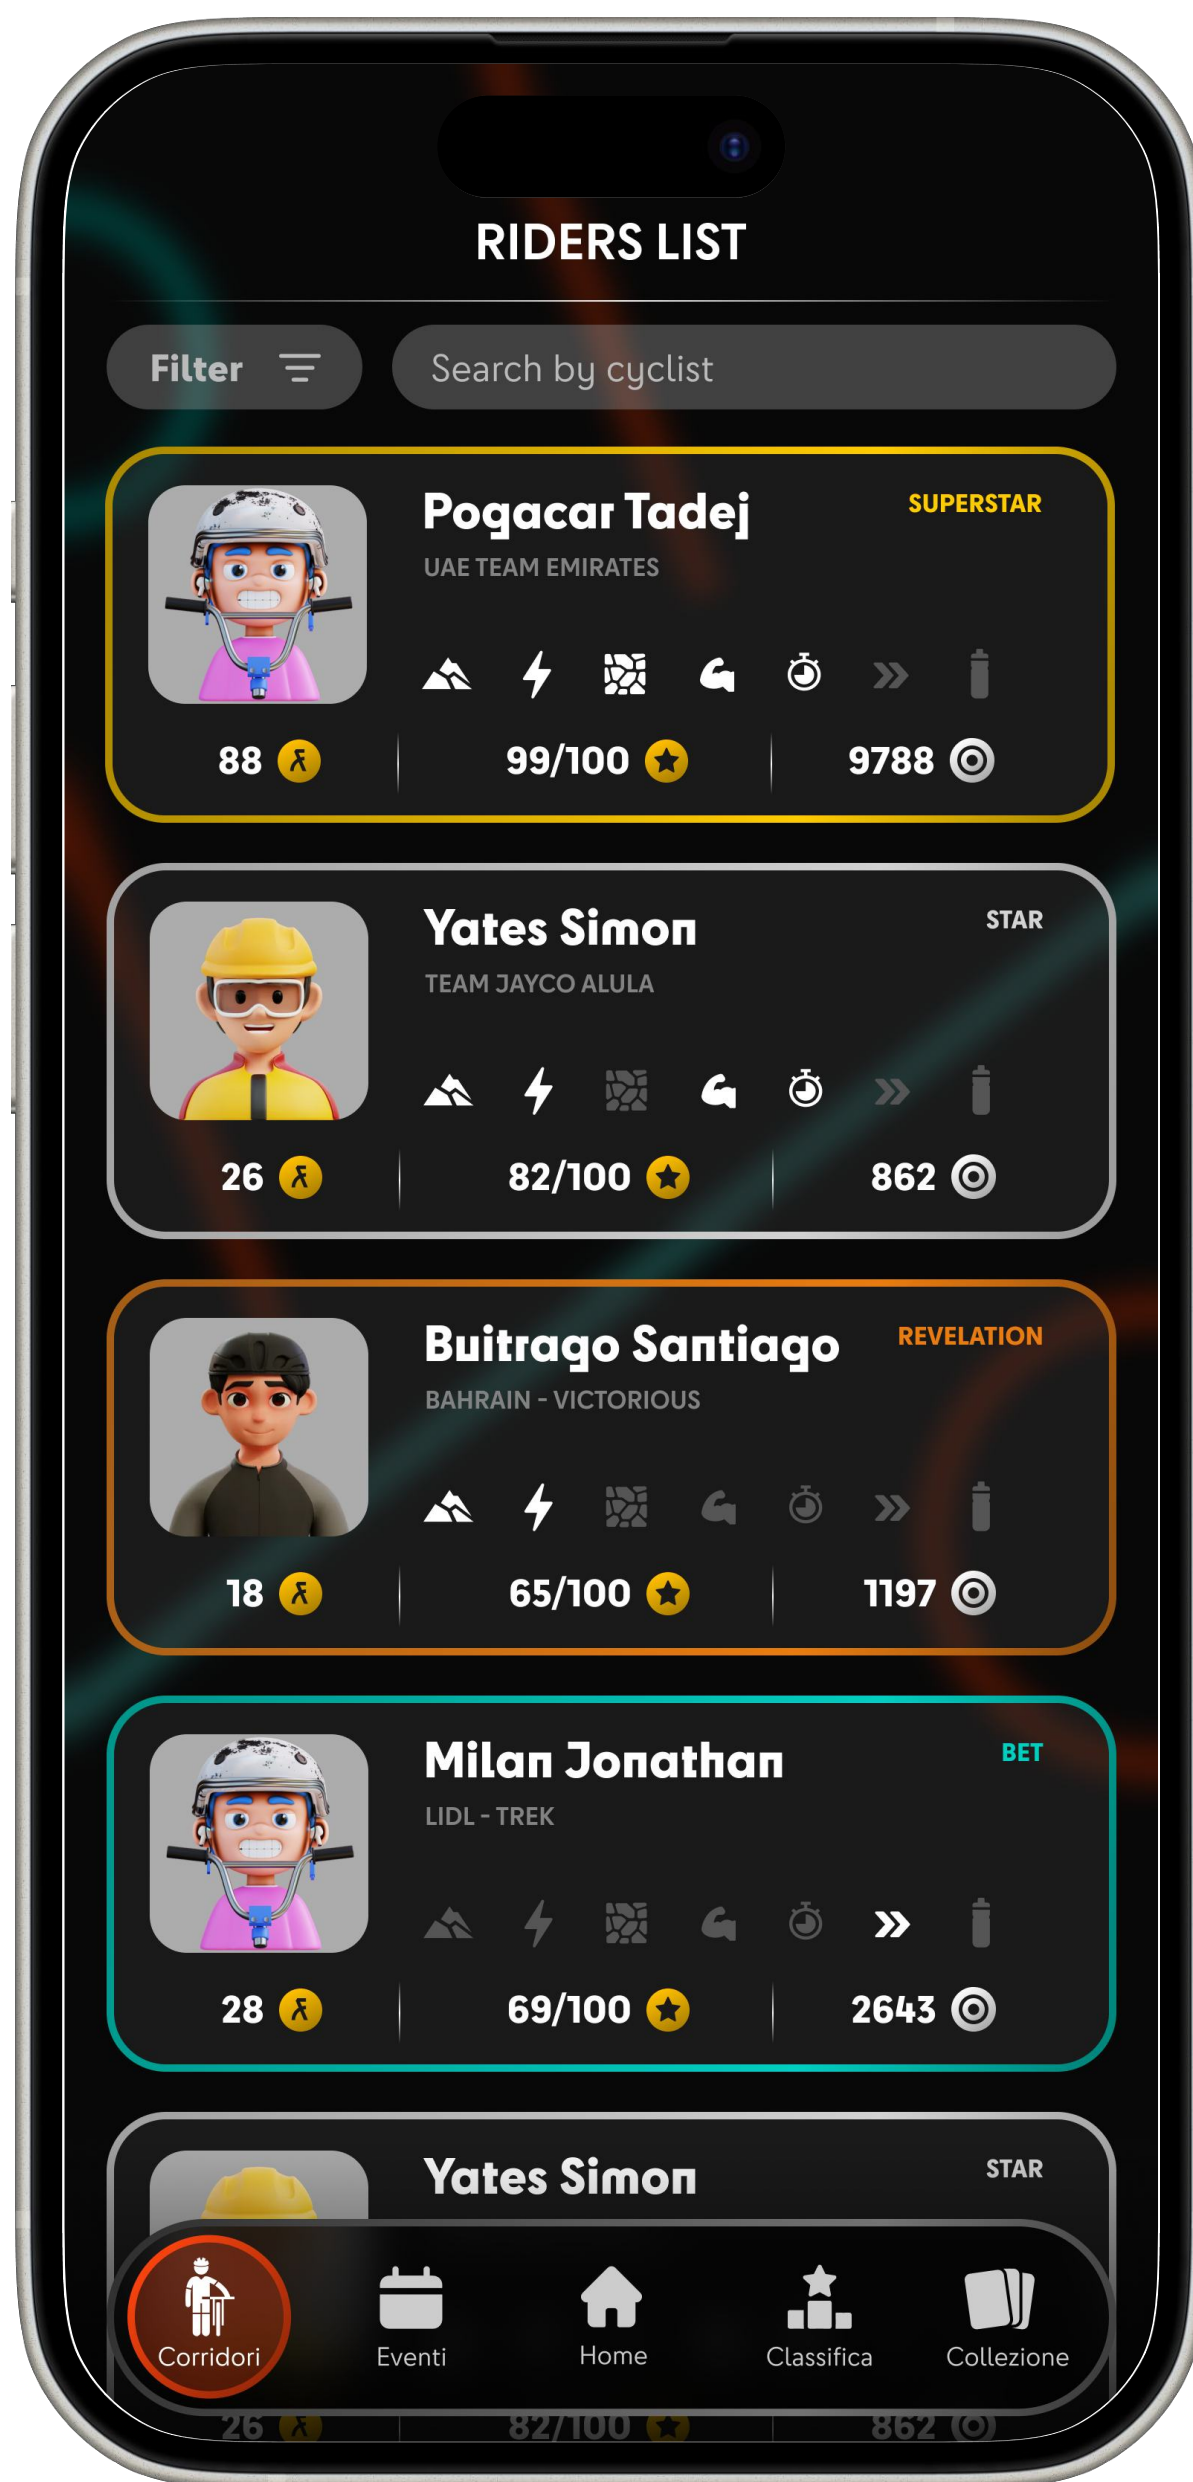 RIDERS LIST
Filter
Search by cyclist
Pogacar Tadej
SUPERSTAR
UAE TEAM EMIRATES
88
99/100
9788
Yates Simon
STAR
TEAM JAYCO ALULA
26
82/100
862
Buitrago Santiago
REVELATION
BAHRAIN - VICTORIOUS
18
65/100
1197
Milan Jonathan
BET
LIDL - TREK
28
69/100
2643
Yates Simon
STAR
Corridori
Eventi
Home
Classifica
Collezione
26
82/100
862